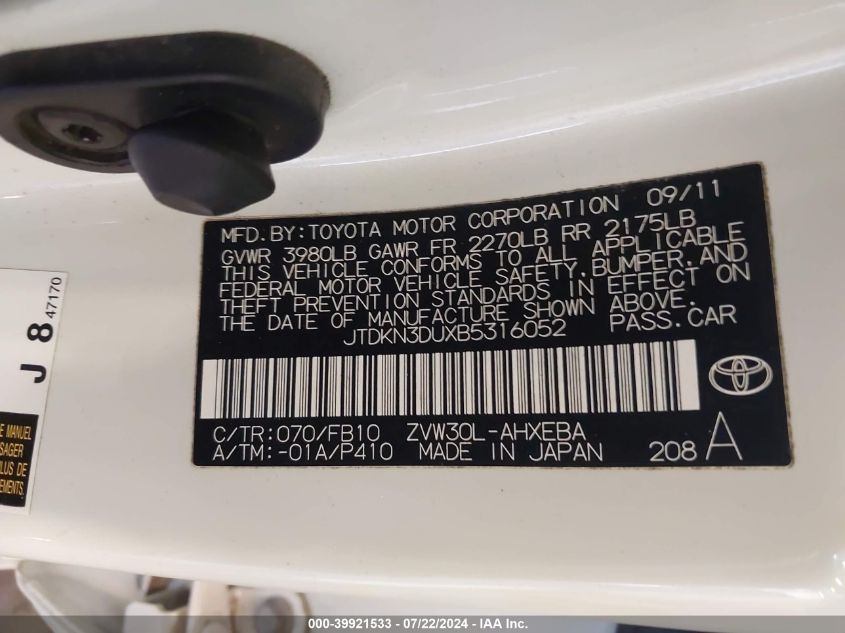 MFD.BY:TOYOTA MOTOR CORPORATION 09/11
GVWR 3980LB GAWR FR 2270LB RR 2175LB
THIS VEHICLE CONFORMS TO ALL APPLICABLE
FEDERAL MOTOR VEHICLE SAFETY,BUMPER,AND
THEFT PREVENTION STANDARDS IN EFFECT ON
THE DATE OF MANUFACTURE SHOWN ABOVE.
JTDKN3DUXB5316052 PASS.CAR
C/TR:070/FB10 ZVW30L-AHXEBA
A/TM:-01A/P410 MADE IN JAPAN 208 A
J 8 47170
E MANUEL
SAGER
LUS DE
EMENTS.
000-39921533 - 07/22/2024 - IAA Inc.